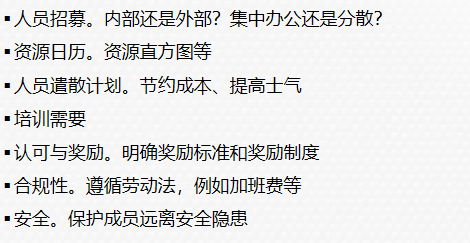 ▪人员招募。内部还是外部？集中办公还是分散？
▪资源日历。资源直方图等
▪人员遣散计划。节约成本、提高士气
▪培训需要
▪认可与奖励。明确奖励标准和奖励制度
▪合规性。遵循劳动法，例如加班费等
▪安全。保护成员远离安全隐患